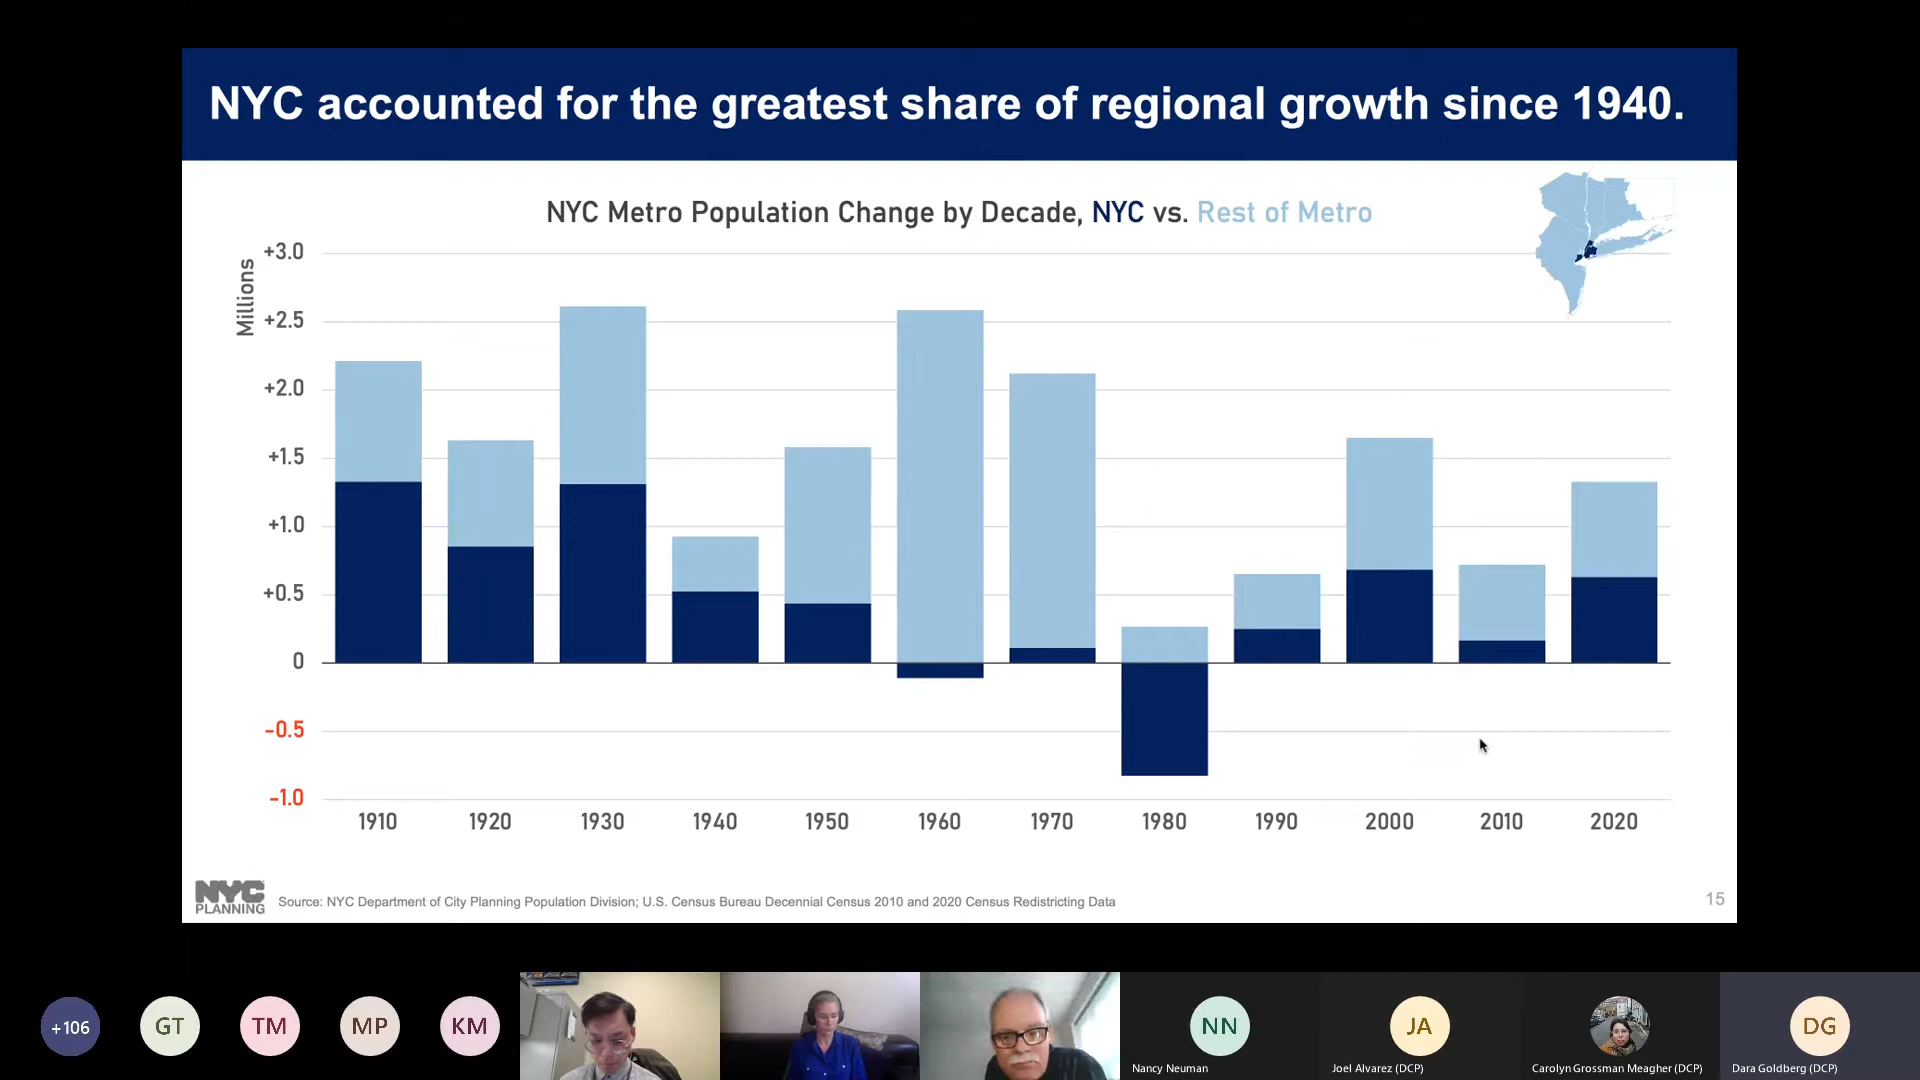 NYC accounted for the greatest share of regional growth since 1940.
NYC Metro Population Change by Decade, NYC vs. Rest of Metro
Millions
+3.0
+2.5
+2.0
+1.5
+1.0
+0.5
0
-0.5
-1.0
1910 1920 1930 1940 1950 1960 1970 1980 1990 2000 2010 2020
NYC
PLANNING
Source: NYC Department of City Planning Population Division; U.S. Census Bureau Decennial Census 2010 and 2020 Census Redistricting Data
15
+106 GT TM MP KM NN JA DG
Nancy Neuman Joel Alvarez (DCP) Carolyn Grossman Meagher (DCP) Dara Goldberg (DCP)